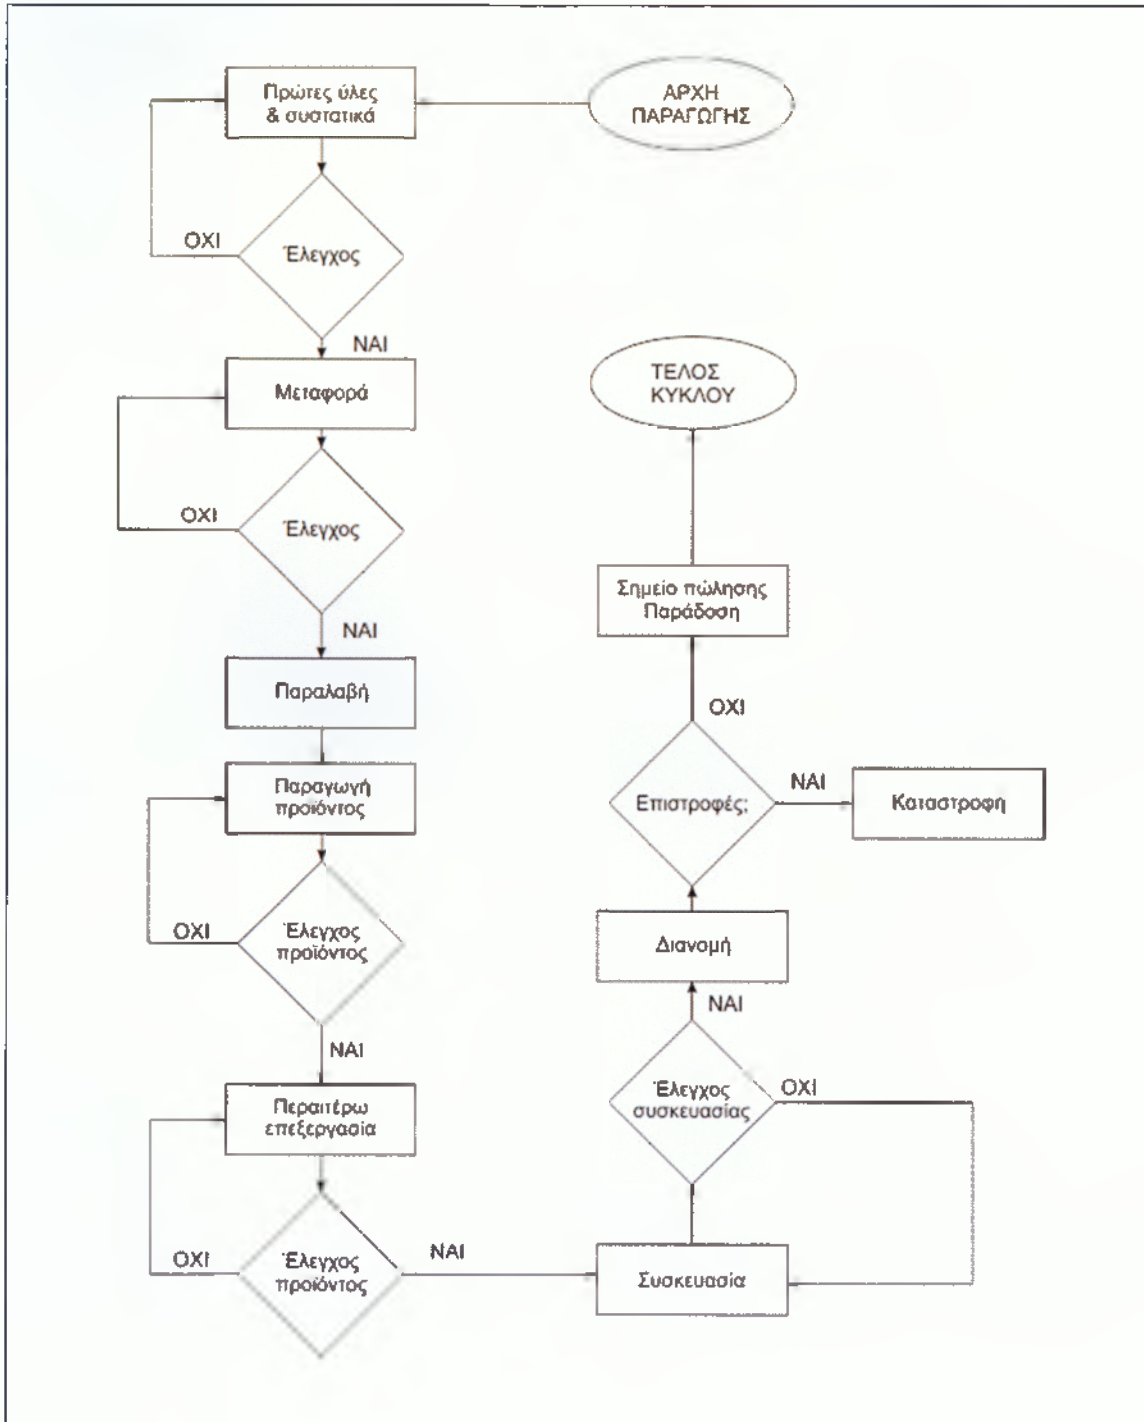 ΑΡΧΗ
ΠΑΡΑΓΩΓΗΣ
Πρώτες ύλες
& συστατικά
Έλεγχος
ΟΧΙ
ΝΑΙ
Μεταφορά
Έλεγχος
ΟΧΙ
ΝΑΙ
Παραλαβή
Παραγωγή
προϊόντος
Έλεγχος
προϊόντος
ΟΧΙ
ΝΑΙ
Περαιτέρω
επεξεργασία
Έλεγχος
προϊόντος
ΟΧΙ
ΝΑΙ
Συσκευασία
Έλεγχος
συσκευασίας
ΟΧΙ
ΝΑΙ
Διανομή
Επιστροφές;
ΝΑΙ
Καταστροφή
ΟΧΙ
Σημείο πώλησης
Παράδοση
ΤΕΛΟΣ
ΚΥΚΛΟΥ